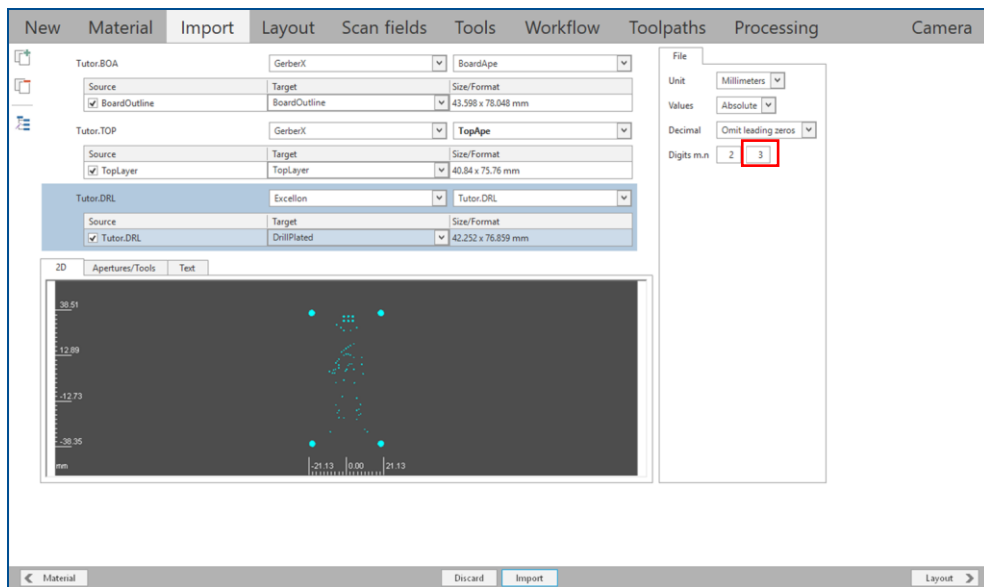 New Material Import Layout Scan fields Tools Workflow Toolpaths Processing Camera
Tutor.BOA GerberX BoardApe
Source Target Size/Format
BoardOutline BoardOutline 43.598 x 78.048 mm
Tutor.TOP GerberX TopApe
Source Target Size/Format
TopLayer TopLayer 40.84 x 75.76 mm
Tutor.DRL Excellon Tutor.DRL
Source Target Size/Format
Tutor.DRL DrillPlated 42.252 x 76.859 mm
File
Unit Millimeters
Values Absolute
Decimal Omit leading zeros
Digits m.n 2 3
2D Apertures/Tools Text
38.51
12.89
-12.73
-38.35
mm -21.13 0.00 21.13
Material Discard Import Layout